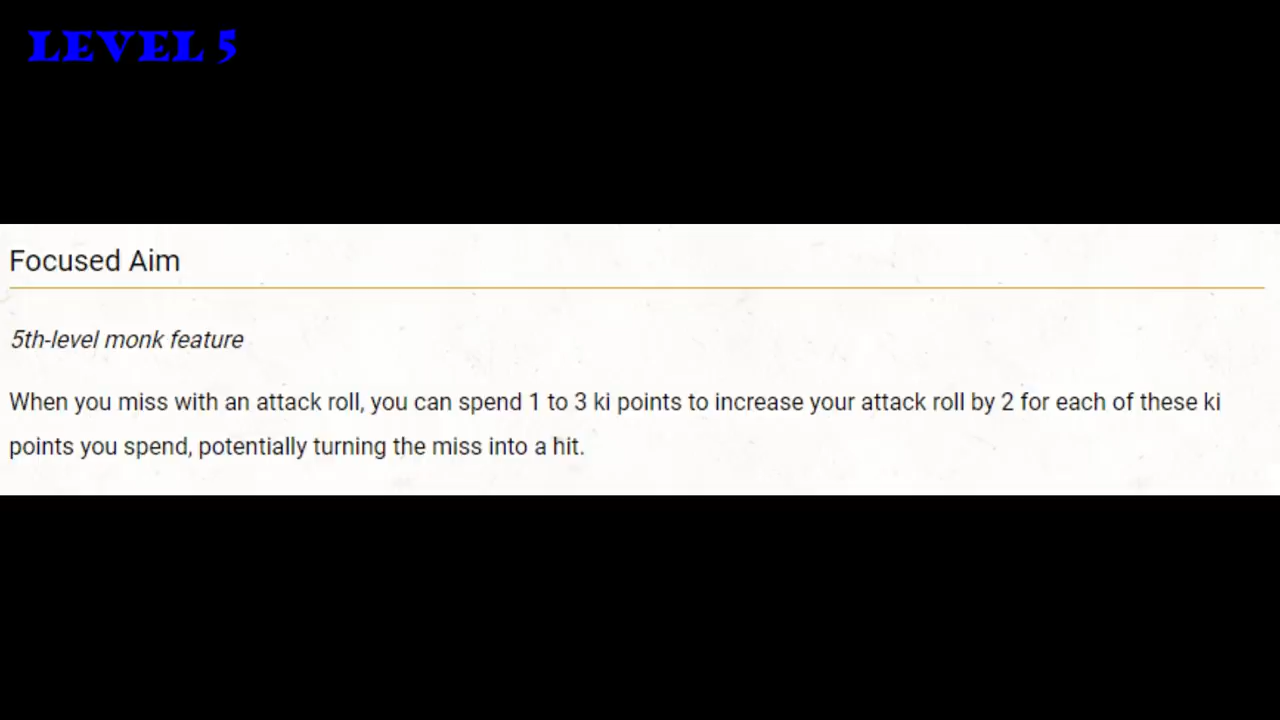 LEVEL 5
Focused Aim
5th-level monk feature
When you miss with an attack roll, you can spend 1 to 3 ki points to increase your attack roll by 2 for each of these ki
points you spend, potentially turning the miss into a hit.